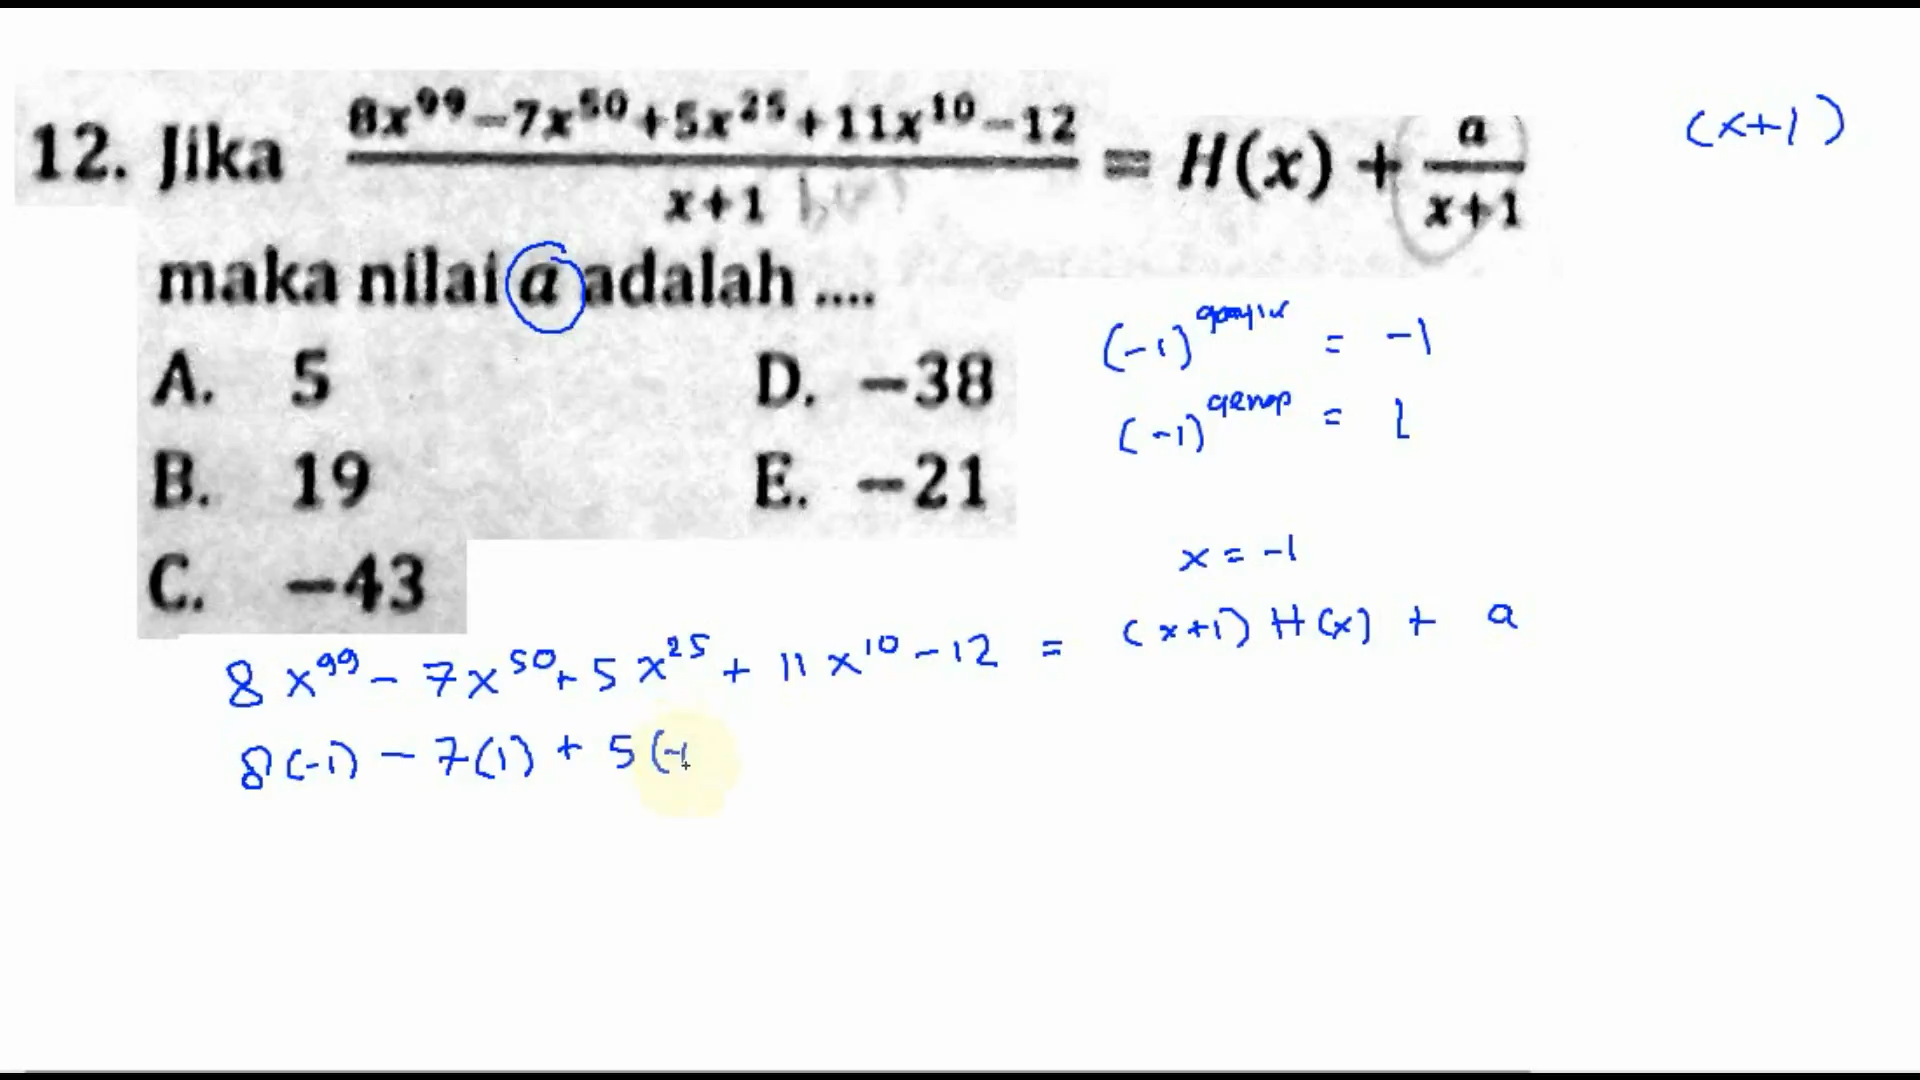 12. Jika (8x^99 − 7x^50 + 5x^25 + 11x^10 − 12)/(x+1) = H(x) + a/(x+1)
(x+1)
maka nilai a adalah ....
A. 5
B. 19
C. −43
D. −38
E. −21
(-1)^ganjil = -1
(-1)^genap = 1
x = -1
8x^99 - 7x^50 + 5x^25 + 11x^10 - 12 = (x+1) H(x) + a
8(-1) - 7(1) + 5(-1